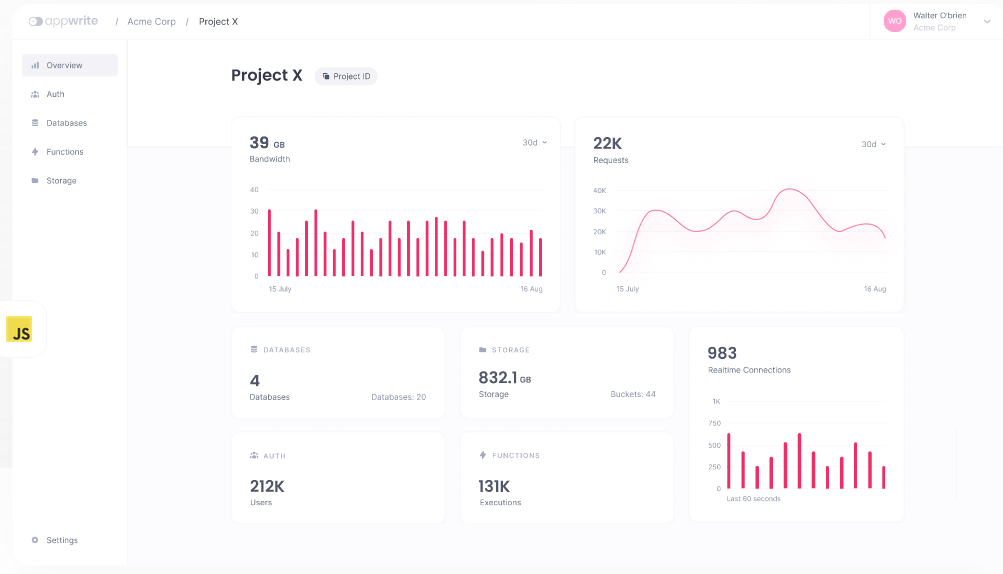 appwrite / Acme Corp / Project X
WO Walter O'brien
Acme Corp
Overview
Auth
Databases
Functions
Storage
Settings
JS
Project X Project ID
39 GB 30d
Bandwidth
40
30
20
10
0
15 July 16 Aug
22K 30d
Requests
40K
30K
20K
10K
0
15 July 16 Aug
DATABASES
4
Databases Databases: 20
STORAGE
832.1 GB
Storage Buckets: 44
AUTH
212K
Users
FUNCTIONS
131K
Executions
983
Realtime Connections
1K
750
500
250
0
Last 60 seconds